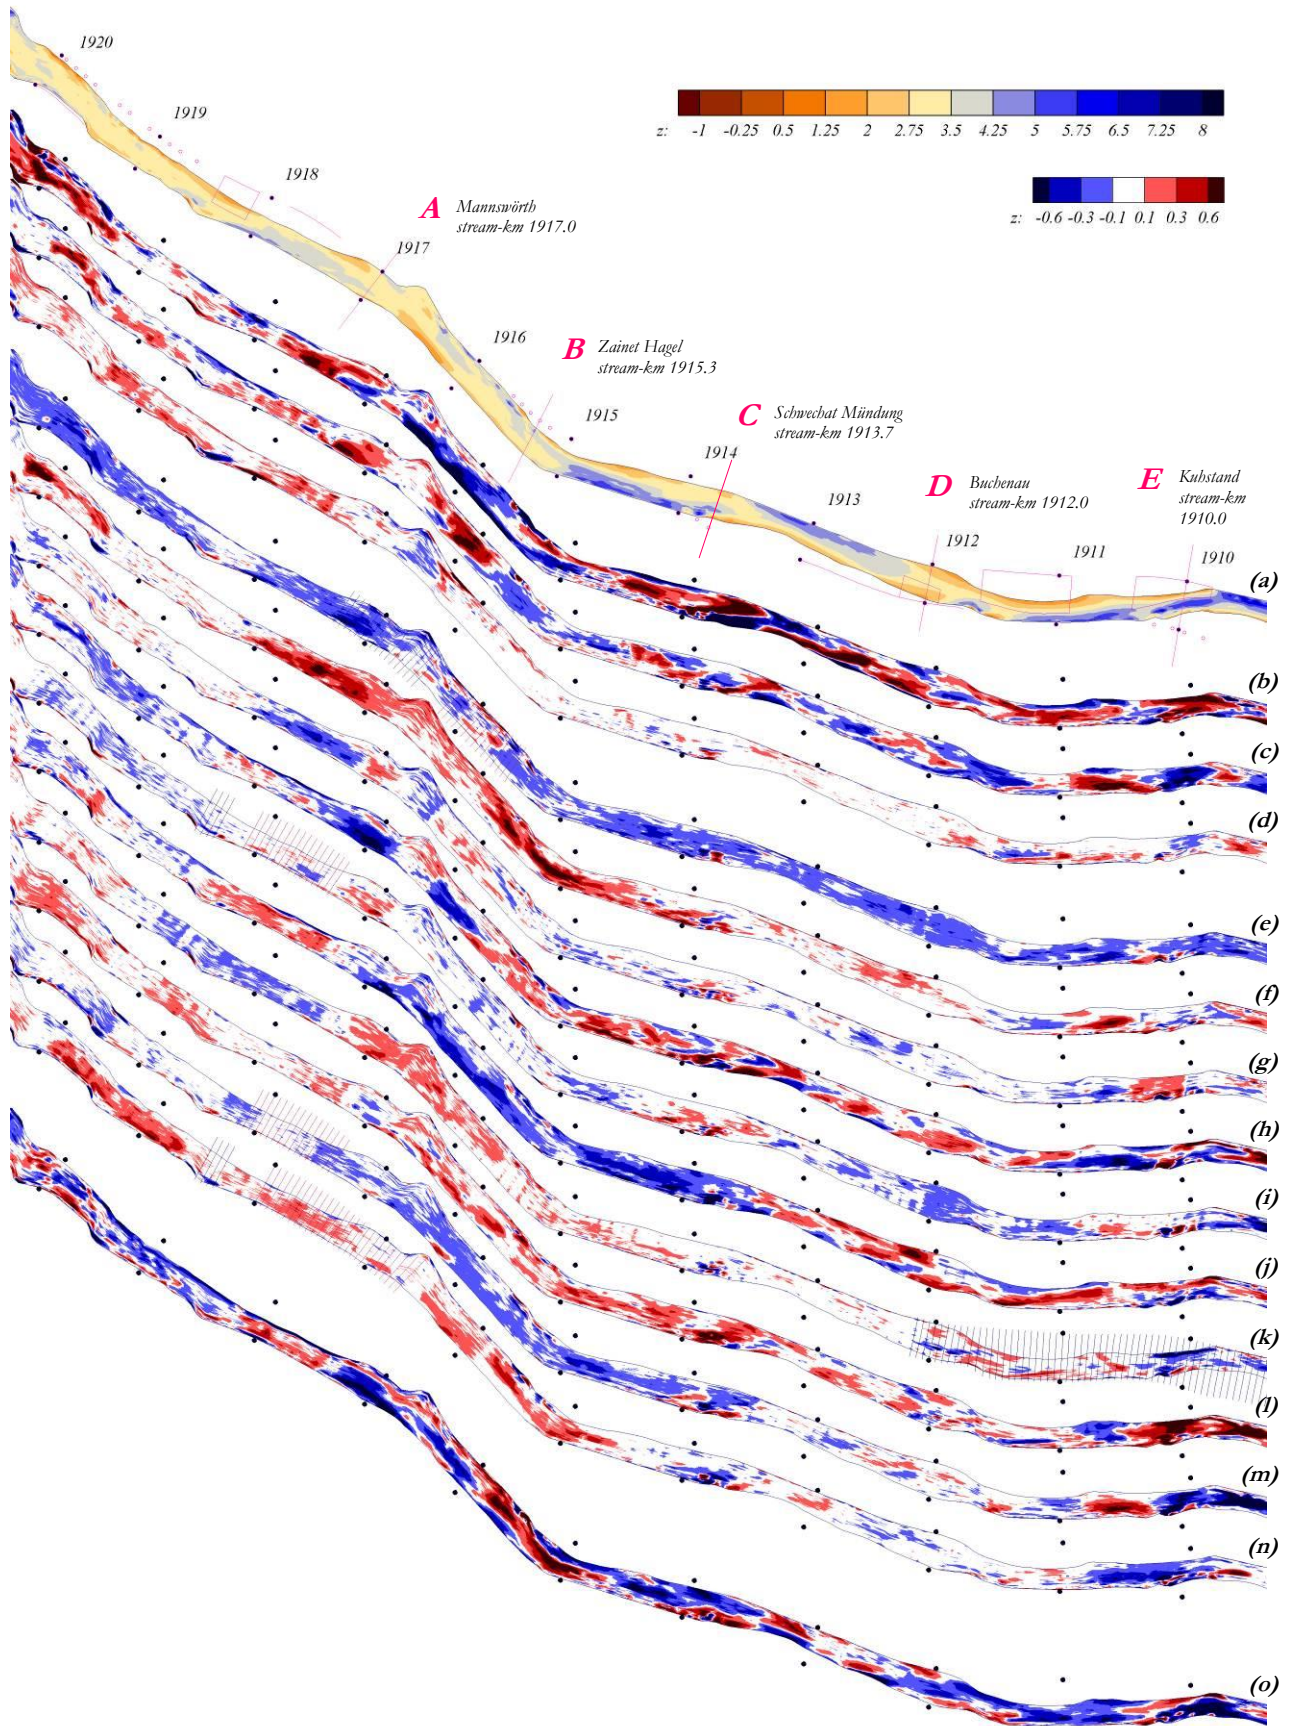 1920
1919
z: -1 -0.25 0.5 1.25 2 2.75 3.5 4.25 5 5.75 6.5 7.25 8
1918
A Mannswörth
stream-km 1917.0
z: -0.6 -0.3 -0.1 0.1 0.3 0.6
1917
1916
B Zainet Hagel
stream-km 1915.3
1915
C Schwechat Mündung
stream-km 1913.7
1914
1913
D Buchenau
stream-km 1912.0
E Kuhstand
stream-km
1910.0
1912
1911
1910
(a)
(b)
(c)
(d)
(e)
(f)
(g)
(h)
(i)
(j)
(k)
(l)
(m)
(n)
(o)